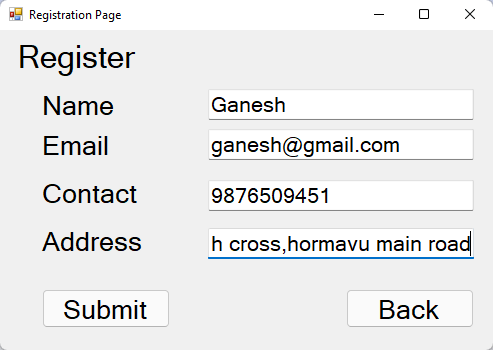 Registration Page
Register
Name Ganesh
Email ganesh@gmail.com
Contact 9876509451
Address h cross,hormavu main road
Submit Back